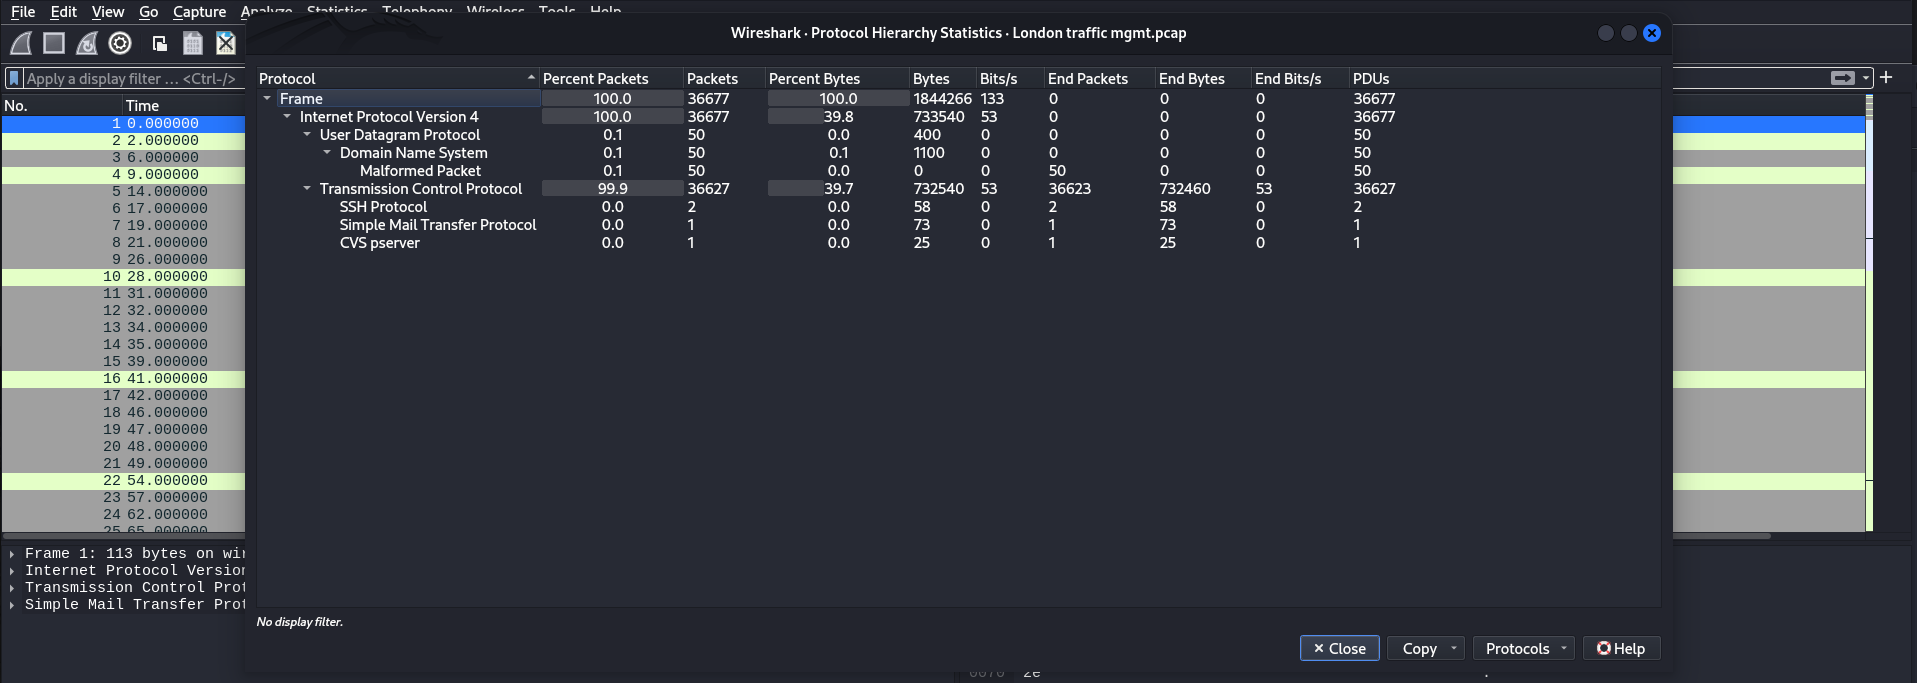 File Edit View Go Capture Analyze Statistics Telephony Wireless Tools Help
Wireshark · Protocol Hierarchy Statistics · London traffic mgmt.pcap
Apply a display filter ... <Ctrl-/>
No. Time
1 0.000000
2 2.000000
3 6.000000
4 9.000000
5 14.000000
6 17.000000
7 19.000000
8 21.000000
9 26.000000
10 28.000000
11 31.000000
12 32.000000
13 34.000000
14 35.000000
15 39.000000
16 41.000000
17 42.000000
18 46.000000
19 47.000000
20 48.000000
21 49.000000
22 54.000000
23 57.000000
24 62.000000
25 65.000000
Frame 1: 113 bytes on wir
Internet Protocol Version
Transmission Control Prot
Simple Mail Transfer Prot
Protocol Percent Packets Packets Percent Bytes Bytes Bits/s End Packets End Bytes End Bits/s PDUs
Frame 100.0 36677 100.0 1844266 133 0 0 0 36677
Internet Protocol Version 4 100.0 36677 39.8 733540 53 0 0 0 36677
User Datagram Protocol 0.1 50 0.0 400 0 0 0 0 50
Domain Name System 0.1 50 0.1 1100 0 0 0 0 50
Malformed Packet 0.1 50 0.0 0 0 50 0 0 50
Transmission Control Protocol 99.9 36627 39.7 732540 53 36623 732460 53 36627
SSH Protocol 0.0 2 0.0 58 0 2 58 0 2
Simple Mail Transfer Protocol 0.0 1 0.0 73 0 1 73 0 1
CVS pserver 0.0 1 0.0 25 0 1 25 0 1
No display filter.
Close Copy Protocols Help
0070 2e .